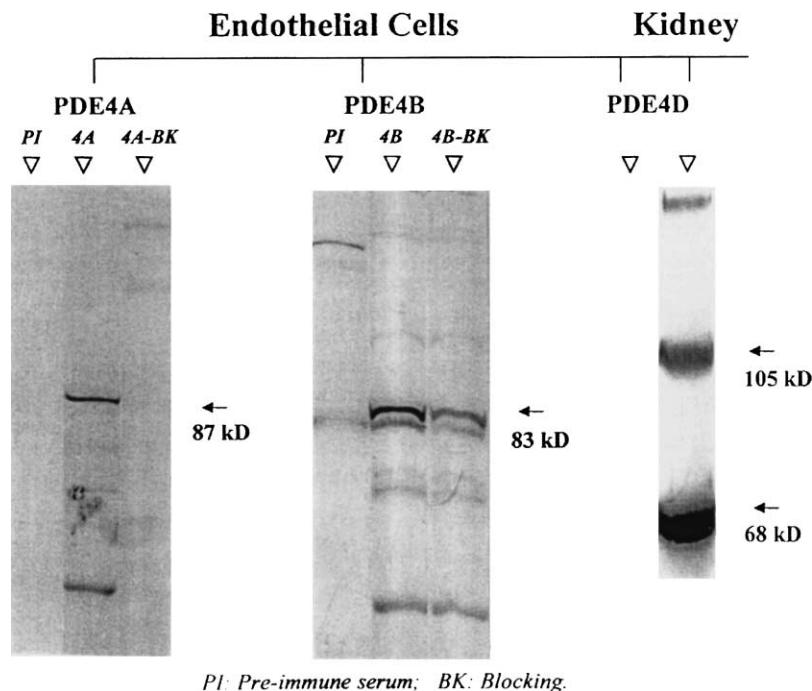 Endothelial Cells Kidney
PDE4A PDE4B PDE4D
PI 4A 4A-BK PI 4B 4B-BK
87 kD 83 kD 105 kD
68 kD
PI: Pre-immune serum; BK: Blocking.